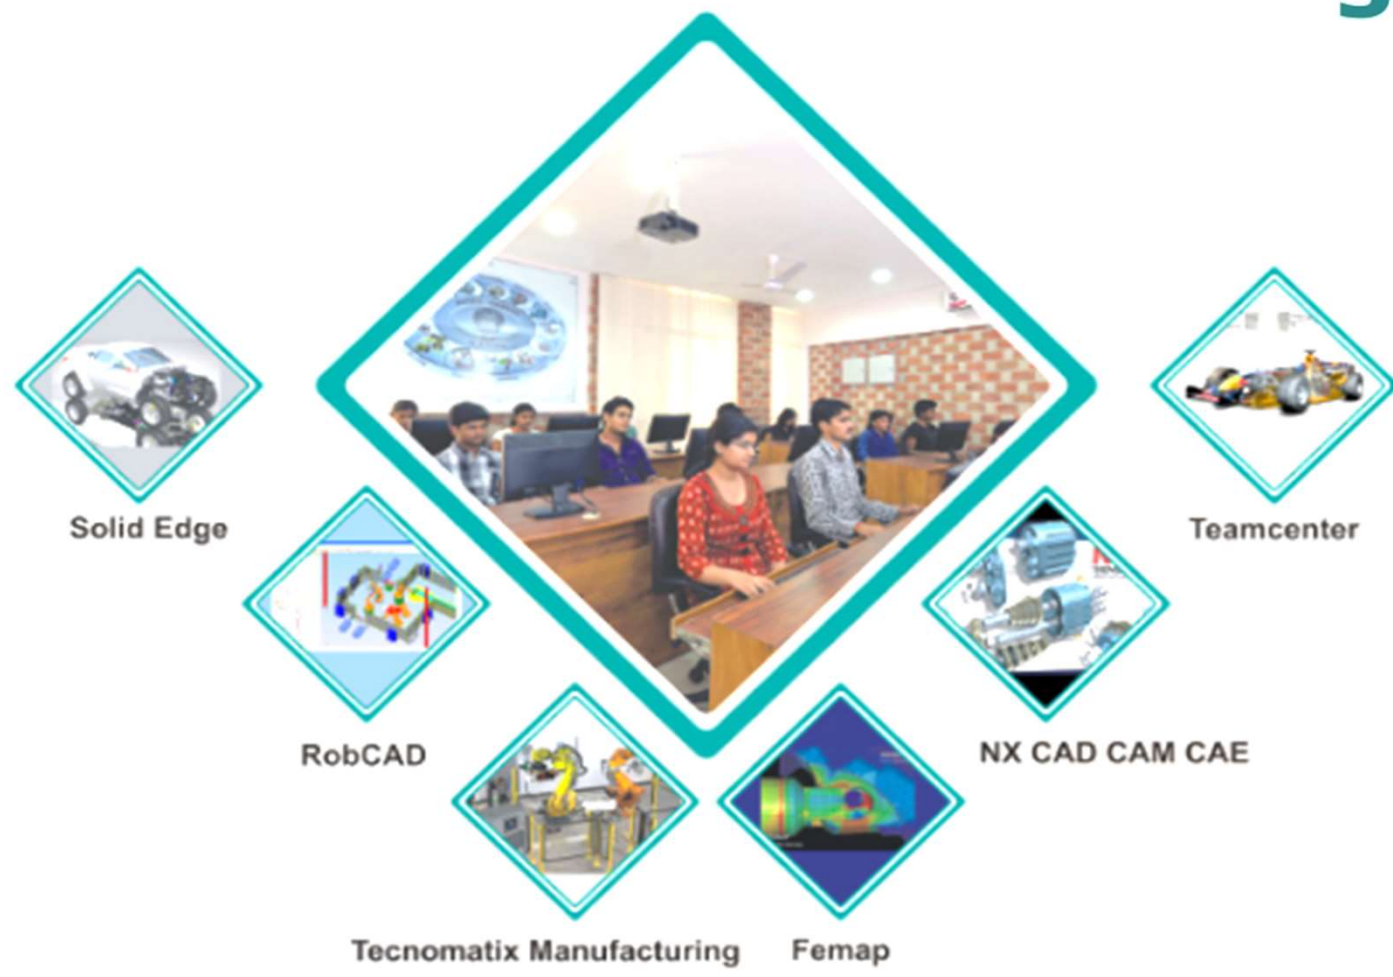 Solid Edge
Teamcenter
RobCAD
NX CAD CAM CAE
Tecnomatix Manufacturing
Femap